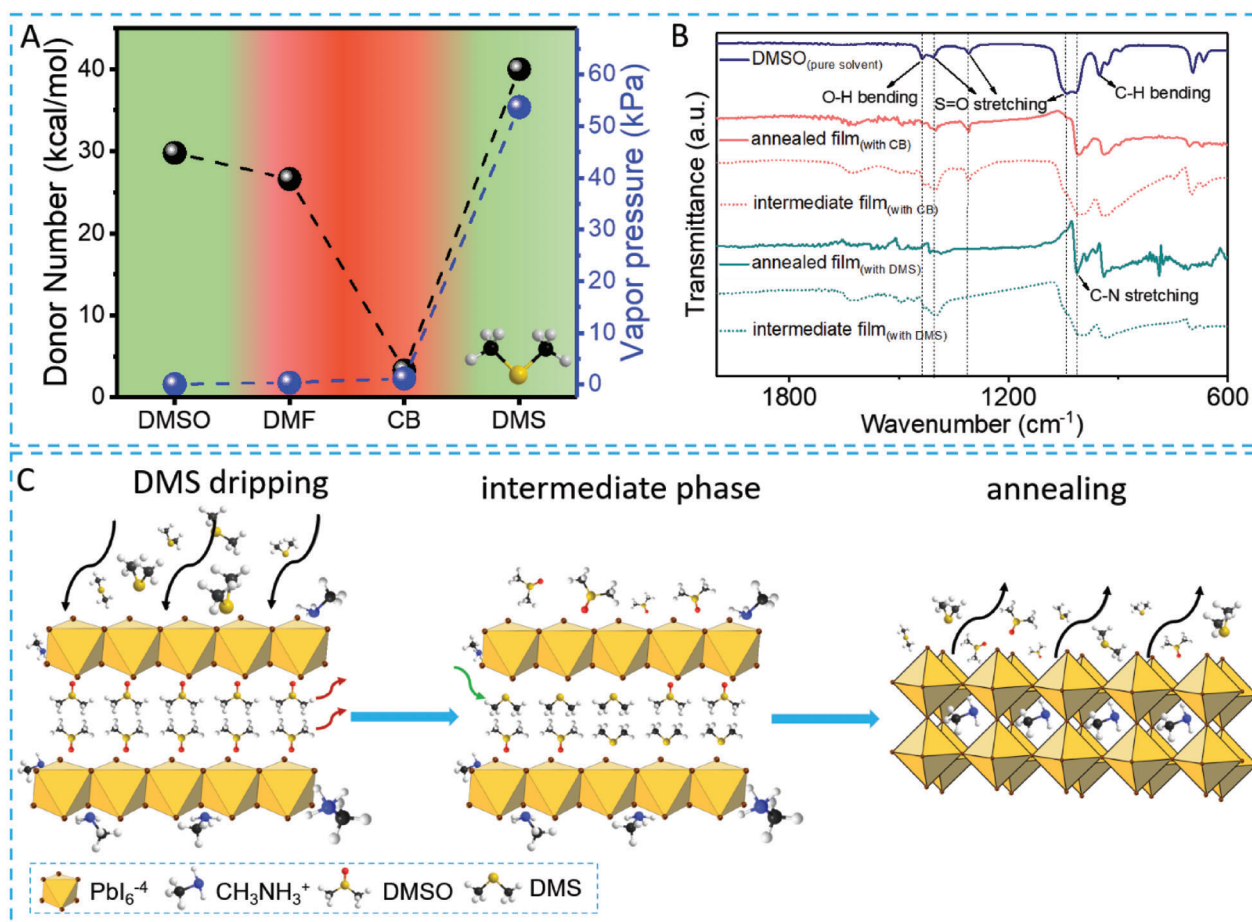 A
Donor Number (kcal/mol)
40
30
20
10
0
DMSO
DMF
CB
DMS
60
50
40
30
20
10
0
Vapor pressure (kPa)
B
Transmittance (a.u.)
DMSO(pure solvent)
O-H bending
S=O stretching
C-H bending
annealed film(with CB)
intermediate film(with CB)
annealed film(with DMS)
C-N stretching
intermediate film(with DMS)
1800
1200
600
Wavenumber (cm-1)
C
DMS dripping
intermediate phase
annealing
PbI6-4
CH3NH3+
DMSO
DMS